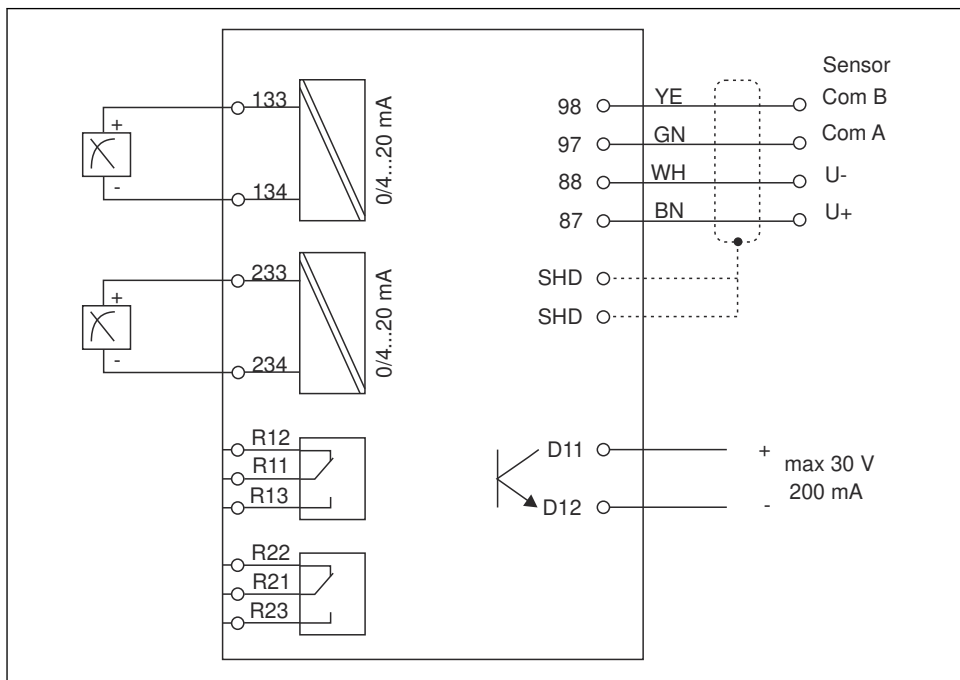 133
+
-
134
0/4...20 mA
233
+
-
234
0/4...20 mA
R12
R11
R13
R22
R21
R23
Sensor
98 YE Com B
97 GN Com A
88 WH U-
87 BN U+
SHD
SHD
D11 +
max 30 V
200 mA
D12 -